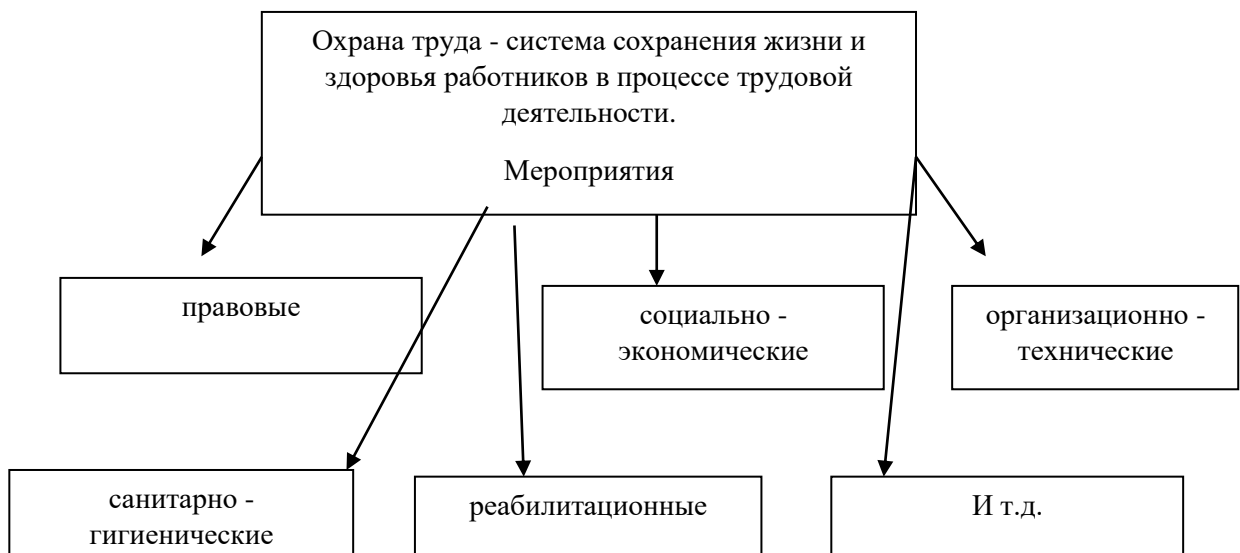 Охрана труда - система сохранения жизни и
здоровья работников в процессе трудовой
деятельности.
Мероприятия
правовые
социально -
экономические
организационно -
технические
санитарно -
гигиенические
реабилитационные
И т.д.